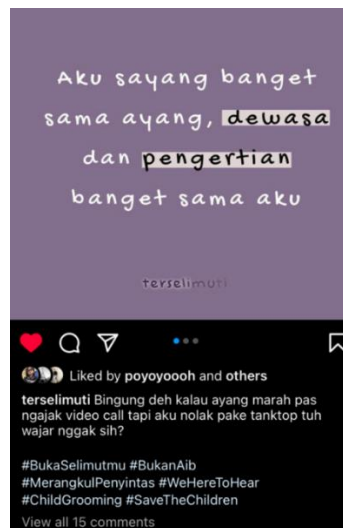 Aku sayang banget
sama ayang, dewasa
dan pengertian
banget sama aku
terselimuti
Liked by poyoyoooh and others
terselimuti Bingung deh kalau ayang marah pas
ngajak video call tapi aku nolak pake tanktop tuh
wajar nggak sih?
#BukaSelimutmu #BukanAib
#MerangkulPenyintas #WeHereToHear
#ChildGrooming #SaveTheChildren
View all 15 comments